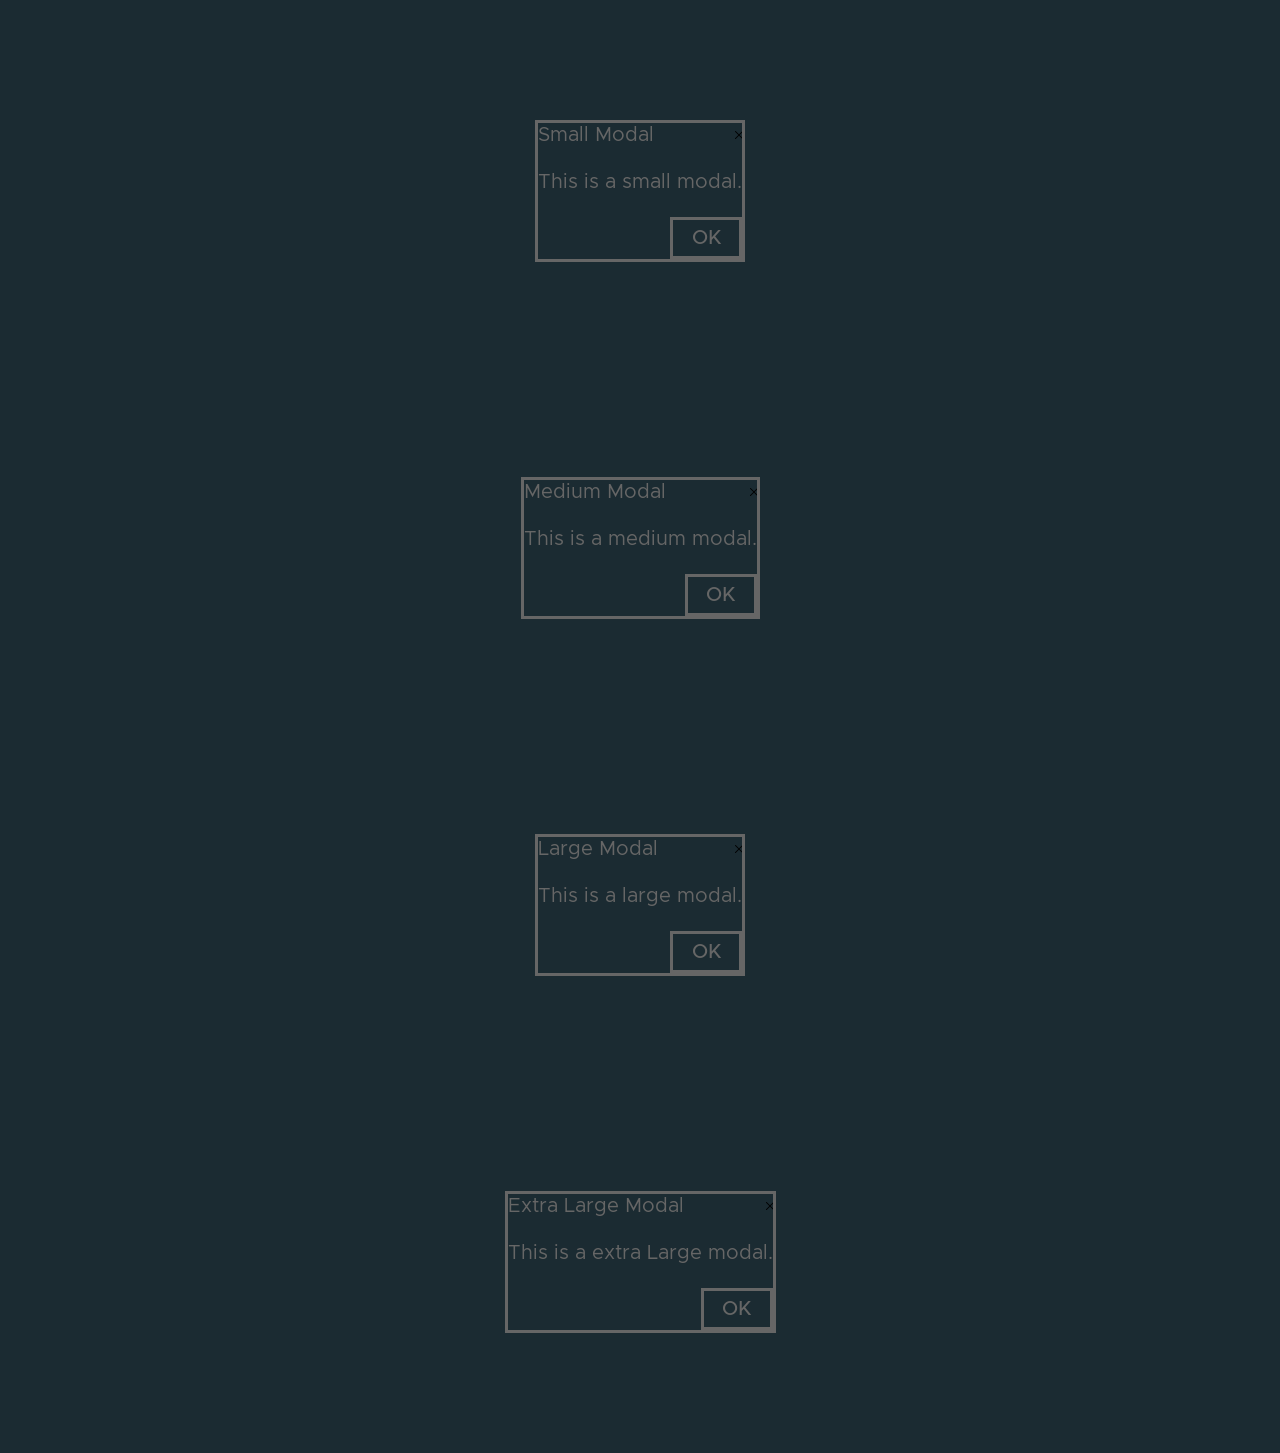 Small Modal ×
This is a small modal.
OK
Medium Modal ×
This is a medium modal.
OK
Large Modal ×
This is a large modal.
OK
Extra Large Modal ×
This is a extra Large modal.
OK